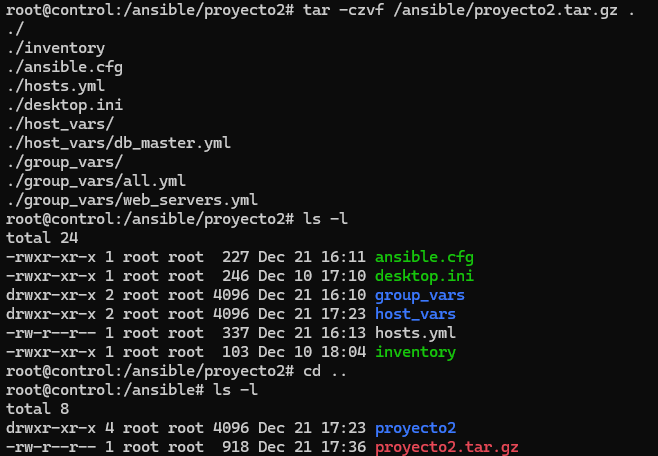 root@control:/ansible/proyecto2# tar -czvf /ansible/proyecto2.tar.gz .
./
./inventory
./ansible.cfg
./hosts.yml
./desktop.ini
./host_vars/
./host_vars/db_master.yml
./group_vars/
./group_vars/all.yml
./group_vars/web_servers.yml
root@control:/ansible/proyecto2# ls -l
total 24
-rwxr-xr-x 1 root root  227 Dec 21 16:11 ansible.cfg
-rwxr-xr-x 1 root root  246 Dec 10 17:10 desktop.ini
drwxr-xr-x 2 root root 4096 Dec 21 16:10 group_vars
drwxr-xr-x 2 root root 4096 Dec 21 17:23 host_vars
-rw-r--r-- 1 root root  337 Dec 21 16:13 hosts.yml
-rwxr-xr-x 1 root root  103 Dec 10 18:04 inventory
root@control:/ansible/proyecto2# cd ..
root@control:/ansible# ls -l
total 8
drwxr-xr-x 4 root root 4096 Dec 21 17:23 proyecto2
-rw-r--r-- 1 root root  918 Dec 21 17:36 proyecto2.tar.gz